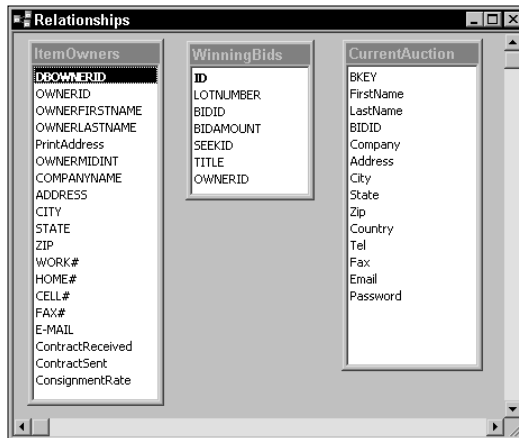 Relationships
ItemOwners
DBOWNERID
OWNERID
OWNERFIRSTNAME
OWNERLASTNAME
PrintAddress
OWNERMIDINT
COMPANYNAME
ADDRESS
CITY
STATE
ZIP
WORK#
HOME#
CELL#
FAX#
E-MAIL
ContractReceived
ContractSent
ConsignmentRate
WinningBids
ID
LOTNUMBER
BIDID
BIDAMOUNT
SEEKID
TITLE
OWNERID
CurrentAuction
BKEY
FirstName
LastName
BIDID
Company
Address
City
State
Zip
Country
Tel
Fax
Email
Password